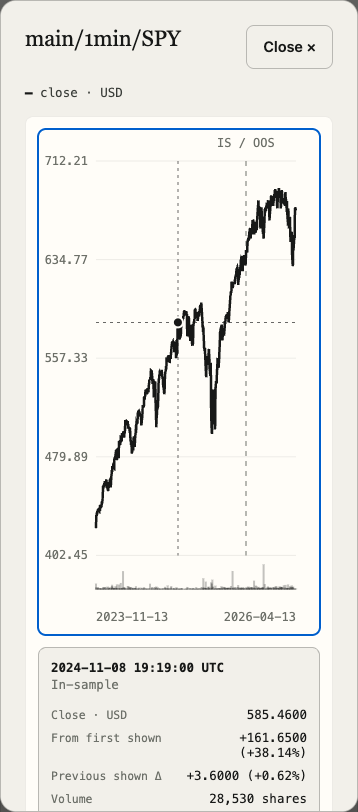 main/1min/SPY
Close ×
— close · USD
IS / OOS
712.21
634.77
557.33
479.89
402.45
2023-11-13 2026-04-13
2024-11-08 19:19:00 UTC
In-sample
Close · USD 585.4600
From first shown +161.6500
(+38.14%)
Previous shown Δ +3.6000 (+0.62%)
Volume 28,530 shares